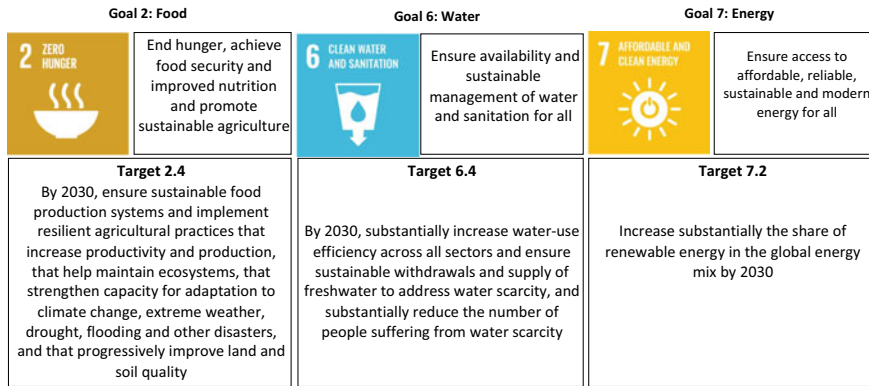 Goal 2: Food
2 ZERO
HUNGER
End hunger, achieve
food security and
improved nutrition
and promote
sustainable agriculture
Target 2.4
By 2030, ensure sustainable food
production systems and implement
resilient agricultural practices that
increase productivity and production,
that help maintain ecosystems, that
strengthen capacity for adaptation to
climate change, extreme weather,
drought, flooding and other disasters,
and that progressively improve land and
soil quality
Goal 6: Water
6 CLEAN WATER
AND SANITATION
Ensure availability and
sustainable
management of water
and sanitation for all
Target 6.4
By 2030, substantially increase water-use
efficiency across all sectors and ensure
sustainable withdrawals and supply of
freshwater to address water scarcity, and
substantially reduce the number of
people suffering from water scarcity
Goal 7: Energy
7 AFFORDABLE AND
CLEAN ENERGY
Ensure access to
affordable, reliable,
sustainable and modern
energy for all
Target 7.2
Increase substantially the share of
renewable energy in the global energy
mix by 2030